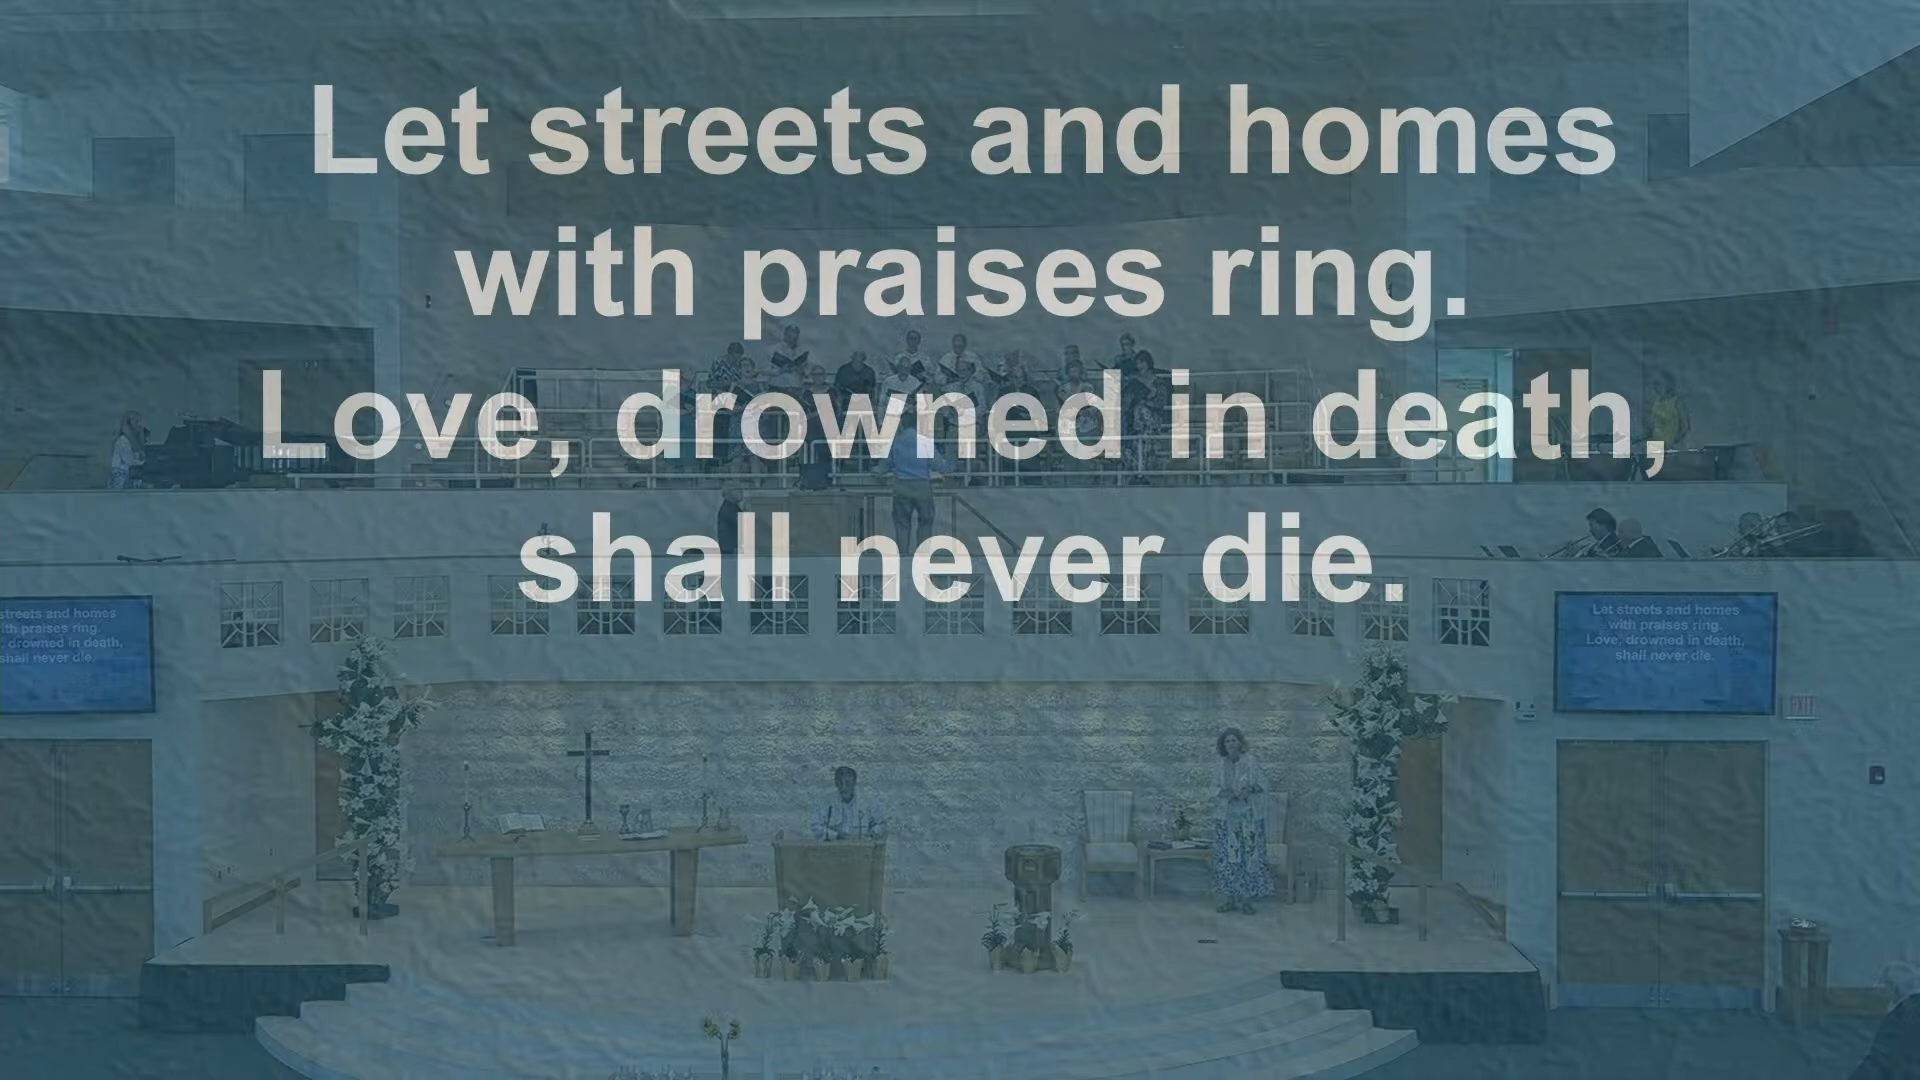 Let streets and homes
with praises ring.
Love, drowned in death,
shall never die.
streets and homes
ith praises ring.
drowned in death,
shall never die.
Let streets and homes
with praises ring.
Love, drowned in death,
shall never die.
EXIT